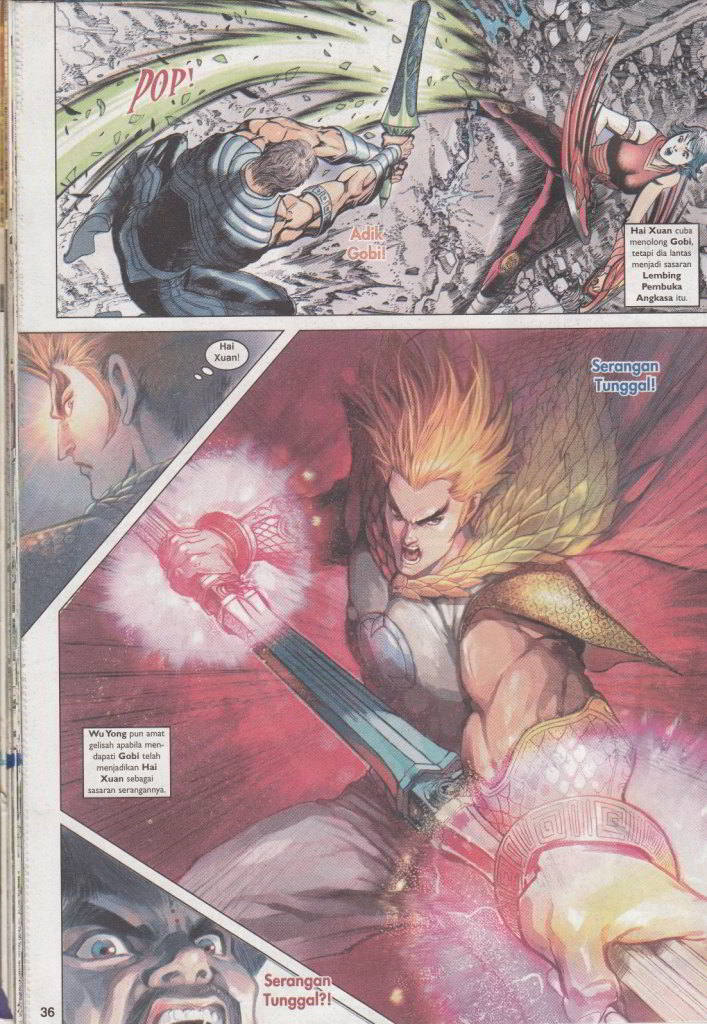 POP!
Adik
Gobi!
Hai Xuan cuba
menolong Gobi,
tetapi dia lantas
menjadi sasaran
Lembing
Pembuka
Angkasa itu.
Hai
Xuan!
Serangan
Tunggal!
Wu Yong pun amat
gelisah apabila men-
dapati Gobi telah
menjadikan Hai
Xuan sebagai
sasaran serangannya.
Serangan
Tunggal?!
36